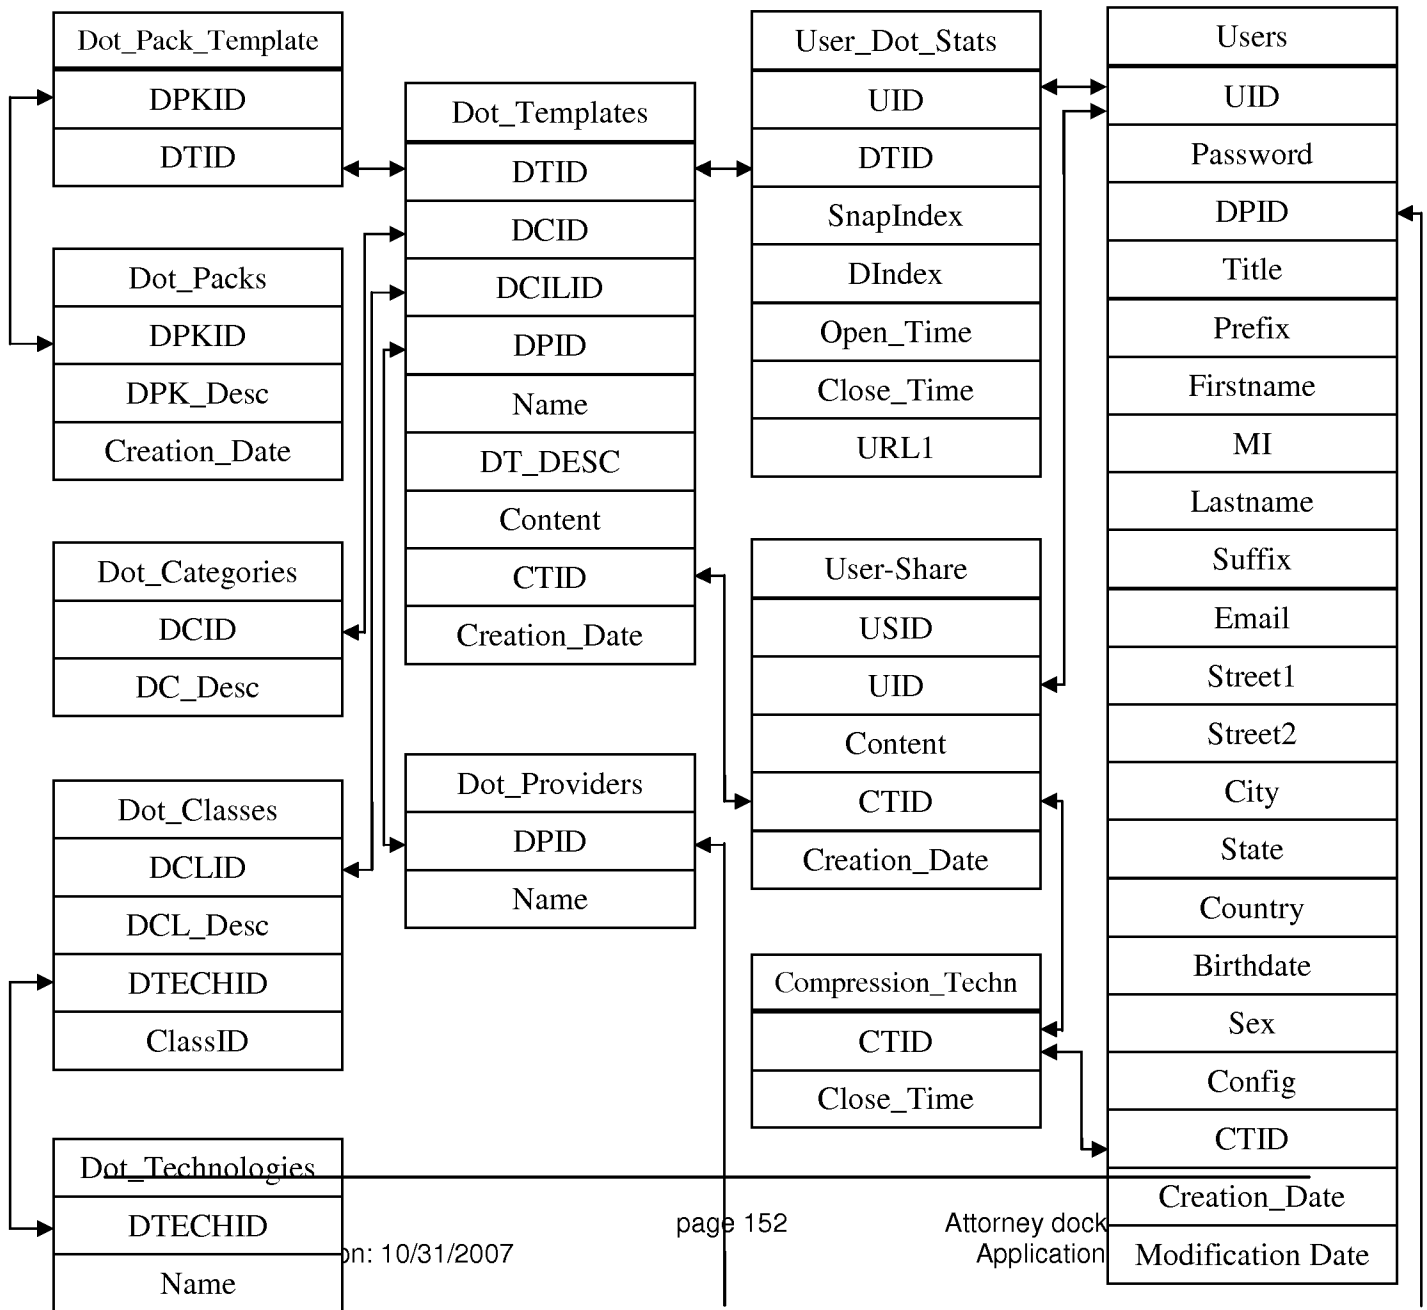 Dot_Pack_Template
DPKID
DTID
Dot_Packs
DPKID
DPK_Desc
Creation_Date
Dot_Categories
DCID
DC_Desc
Dot_Classes
DCLID
DCL_Desc
DTECHID
ClassID
Dot_Technologies
DTECHID
Name
Dot_Templates
DTID
DCID
DCILID
DPID
Name
DT_DESC
Content
CTID
Creation_Date
Dot_Providers
DPID
Name
User_Dot_Stats
UID
DTID
SnapIndex
DIndex
Open_Time
Close_Time
URL1
User-Share
USID
UID
Content
CTID
Creation_Date
Compression_Techn
CTID
Close_Time
Users
UID
Password
DPID
Title
Prefix
Firstname
MI
Lastname
Suffix
Email
Street1
Street2
City
State
Country
Birthdate
Sex
Config
CTID
Creation_Date
Modification Date
page 152
Attorney dock
on: 10/31/2007
Application